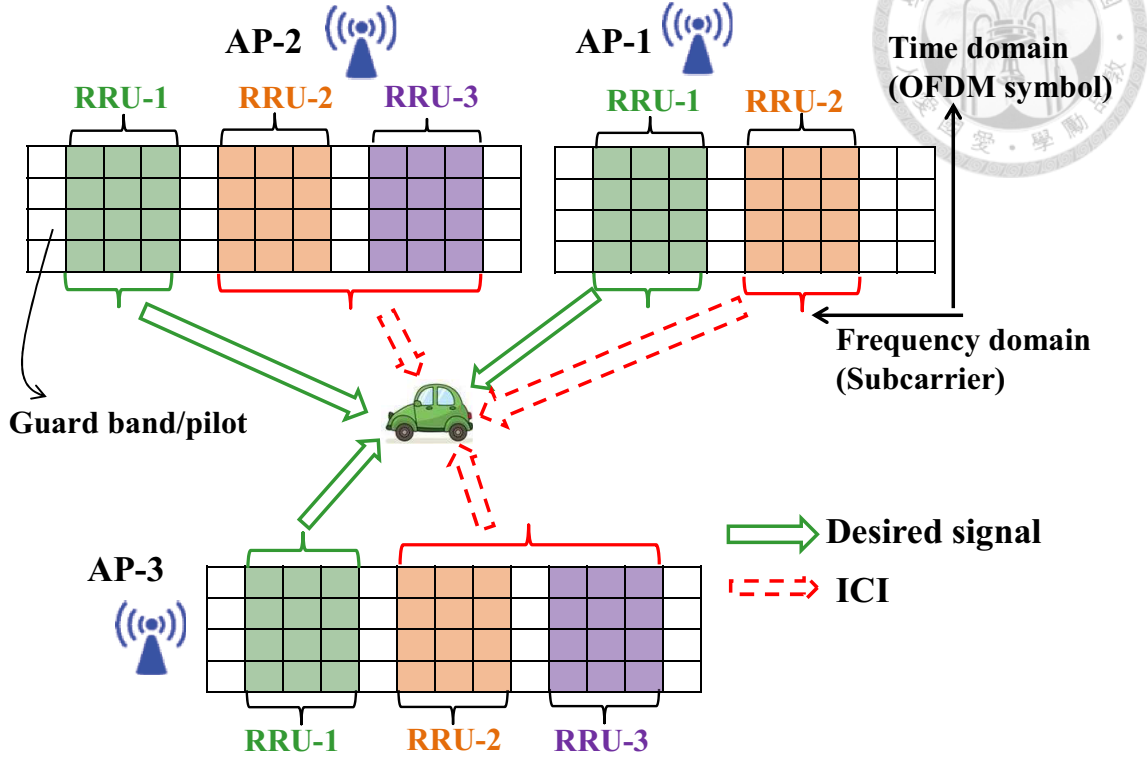 AP-2
AP-1
Time domain
(OFDM symbol)
RRU-1
RRU-2
RRU-3
RRU-1
RRU-2
Frequency domain
(Subcarrier)
Guard band/pilot
Desired signal
AP-3
ICI
RRU-1
RRU-2
RRU-3